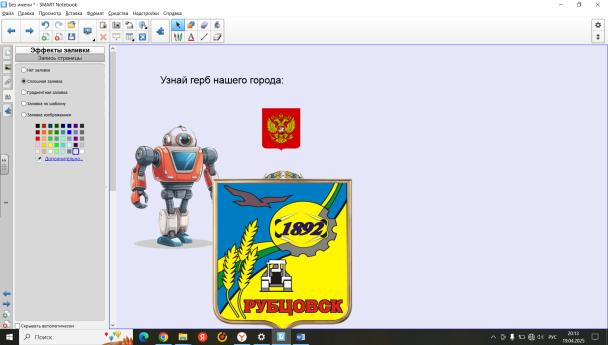 Без имени * - SMART Notebook
Файл Правка Просмотр Вставка Формат Средства Надстройки Справка
Эффекты заливки
Запись страницы
Нет заливки
Сплошная заливка
Градиентная заливка
Заливка по шаблону
Заливка изображением
Дополнительно...
Узнай герб нашего города:
1892
РУБЦОВСК
Скрывать автоматически
Поиск
РУС
20:13
19.04.2025